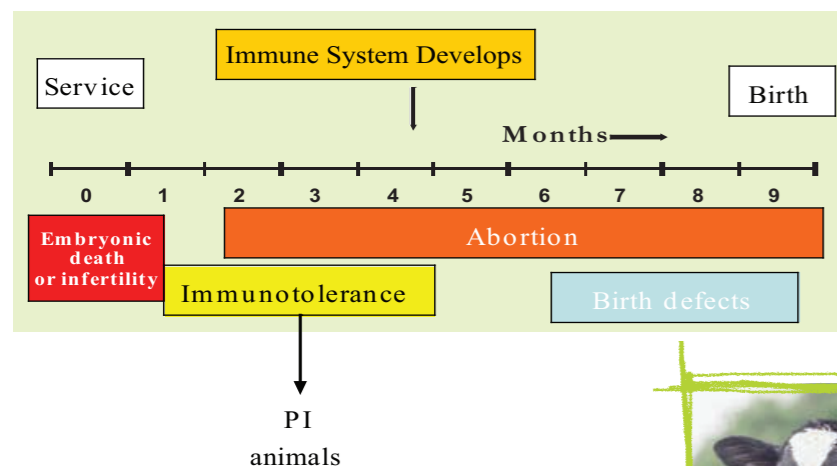 Immune System Develops
Service
Birth
Months
0 1 2 3 4 5 6 7 8 9
Embryonic
death
or infertility
Abortion
Immunotolerance
Birth defects
PI
animals